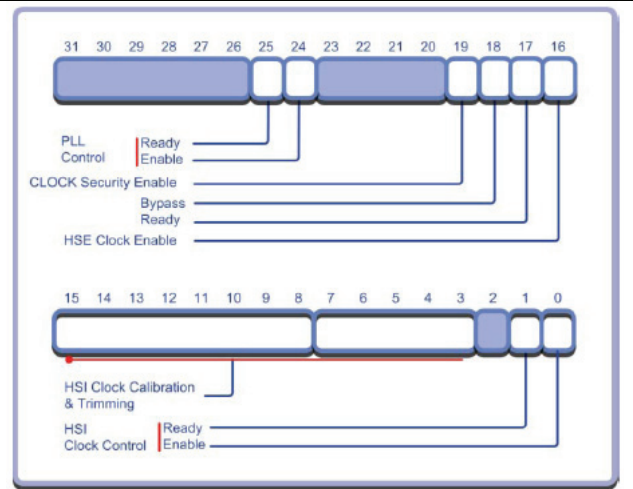 31 30 29 28 27 26 25 24 23 22 21 20 19 18 17 16
PLL Ready
Control Enable
CLOCK Security Enable
Bypass
Ready
HSE Clock Enable
15 14 13 12 11 10 9 8 7 6 5 4 3 2 1 0
HSI Clock Calibration
& Trimming
HSI Ready
Clock Control Enable